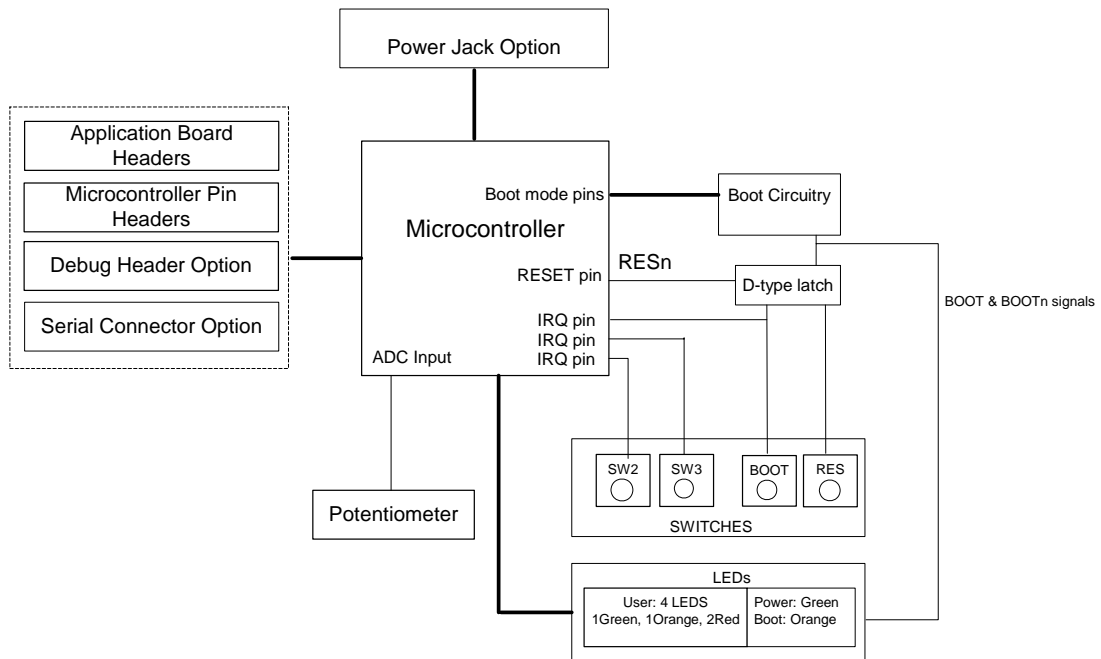 Power Jack Option
Application Board
Headers
Microcontroller Pin
Headers
Debug Header Option
Serial Connector Option
Boot mode pins
Microcontroller
RESET pin
IRQ pin
IRQ pin
IRQ pin
ADC Input
RESn
Boot Circuitry
D-type latch
BOOT & BOOTn signals
SW2
SW3
BOOT
RES
SWITCHES
Potentiometer
LEDs
User: 4 LEDS
1Green, 1Orange, 2Red
Power: Green
Boot: Orange